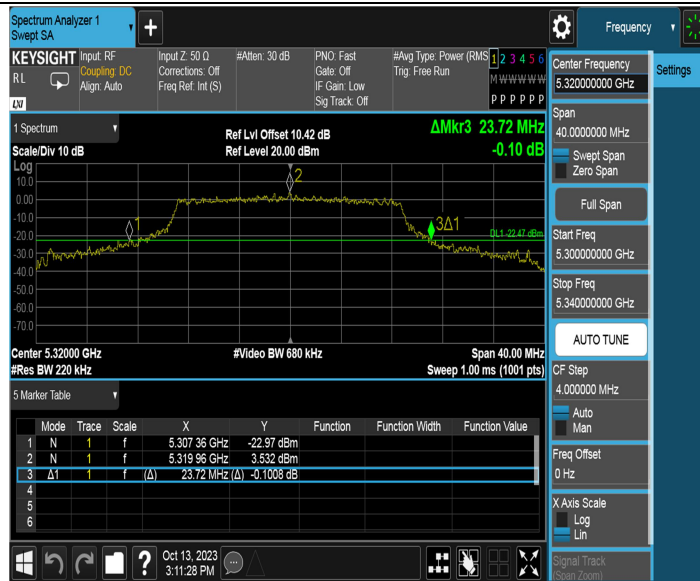 Spectrum Analyzer 1
Swept SA
Frequency
KEYSIGHT
Input: RF
Input Z: 50 Ω
#Atten: 30 dB
PNO: Fast
#Avg Type: Power (RMS
1 2 3 4 5 6
R L
Coupling: DC
Corrections: Off
Gate: Off
Trig: Free Run
Align: Auto
Freq Ref: Int (S)
IF Gain: Low
M W W W W W
Sig Track: Off
P P P P P P
LXI
Center Frequency
5.320000000 GHz
Settings
Span
40.0000000 MHz
Swept Span
Zero Span
Full Span
Start Freq
5.300000000 GHz
Stop Freq
5.340000000 GHz
AUTO TUNE
CF Step
4.000000 MHz
Auto
Man
Freq Offset
0 Hz
X Axis Scale
Log
Lin
Signal Track
(Span Zoom)
1 Spectrum
Scale/Div 10 dB
Ref Lvl Offset 10.42 dB
Ref Level 20.00 dBm
ΔMkr3 23.72 MHz
-0.10 dB
Log
10.0
0.00
-10.0
-20.0
-30.0
-40.0
-50.0
-60.0
-70.0
1
2
3Δ1
DL1 -22.47 dBm
Center 5.32000 GHz
#Video BW 680 kHz
Span 40.00 MHz
#Res BW 220 kHz
Sweep 1.00 ms (1001 pts)
5 Marker Table
Mode Trace Scale X Y Function Function Width Function Value
1 N 1 f 5.307 36 GHz -22.97 dBm
2 N 1 f 5.319 96 GHz 3.532 dBm
3 Δ1 1 f (Δ) 23.72 MHz (Δ) -0.1008 dB
4
5
6
?
Oct 13, 2023
3:11:28 PM